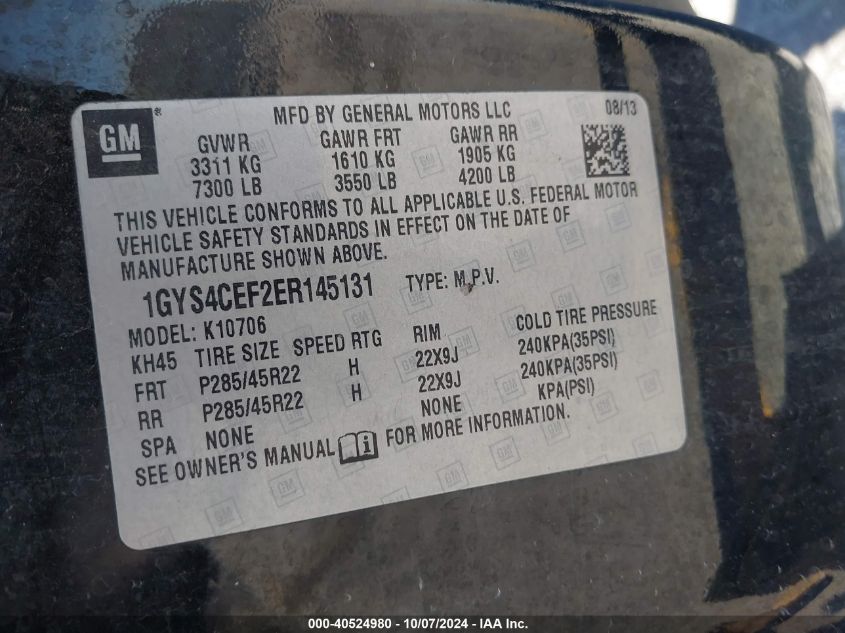 MFD BY GENERAL MOTORS LLC 08/13
GM®
GVWR GAWR FRT GAWR RR
3311 KG 1610 KG 1905 KG
7300 LB 3550 LB 4200 LB
THIS VEHICLE CONFORMS TO ALL APPLICABLE U.S. FEDERAL MOTOR
VEHICLE SAFETY STANDARDS IN EFFECT ON THE DATE OF
MANUFACTURE SHOWN ABOVE.
1GYS4CEF2ER145131 TYPE: M.P.V.
MODEL: K10706
KH45 TIRE SIZE SPEED RTG RIM COLD TIRE PRESSURE
FRT P285/45R22 H 22X9J 240KPA(35PSI)
RR P285/45R22 H 22X9J 240KPA(35PSI)
SPA NONE NONE KPA(PSI)
SEE OWNER'S MANUAL FOR MORE INFORMATION.
000-40524980 - 10/07/2024 - IAA Inc.